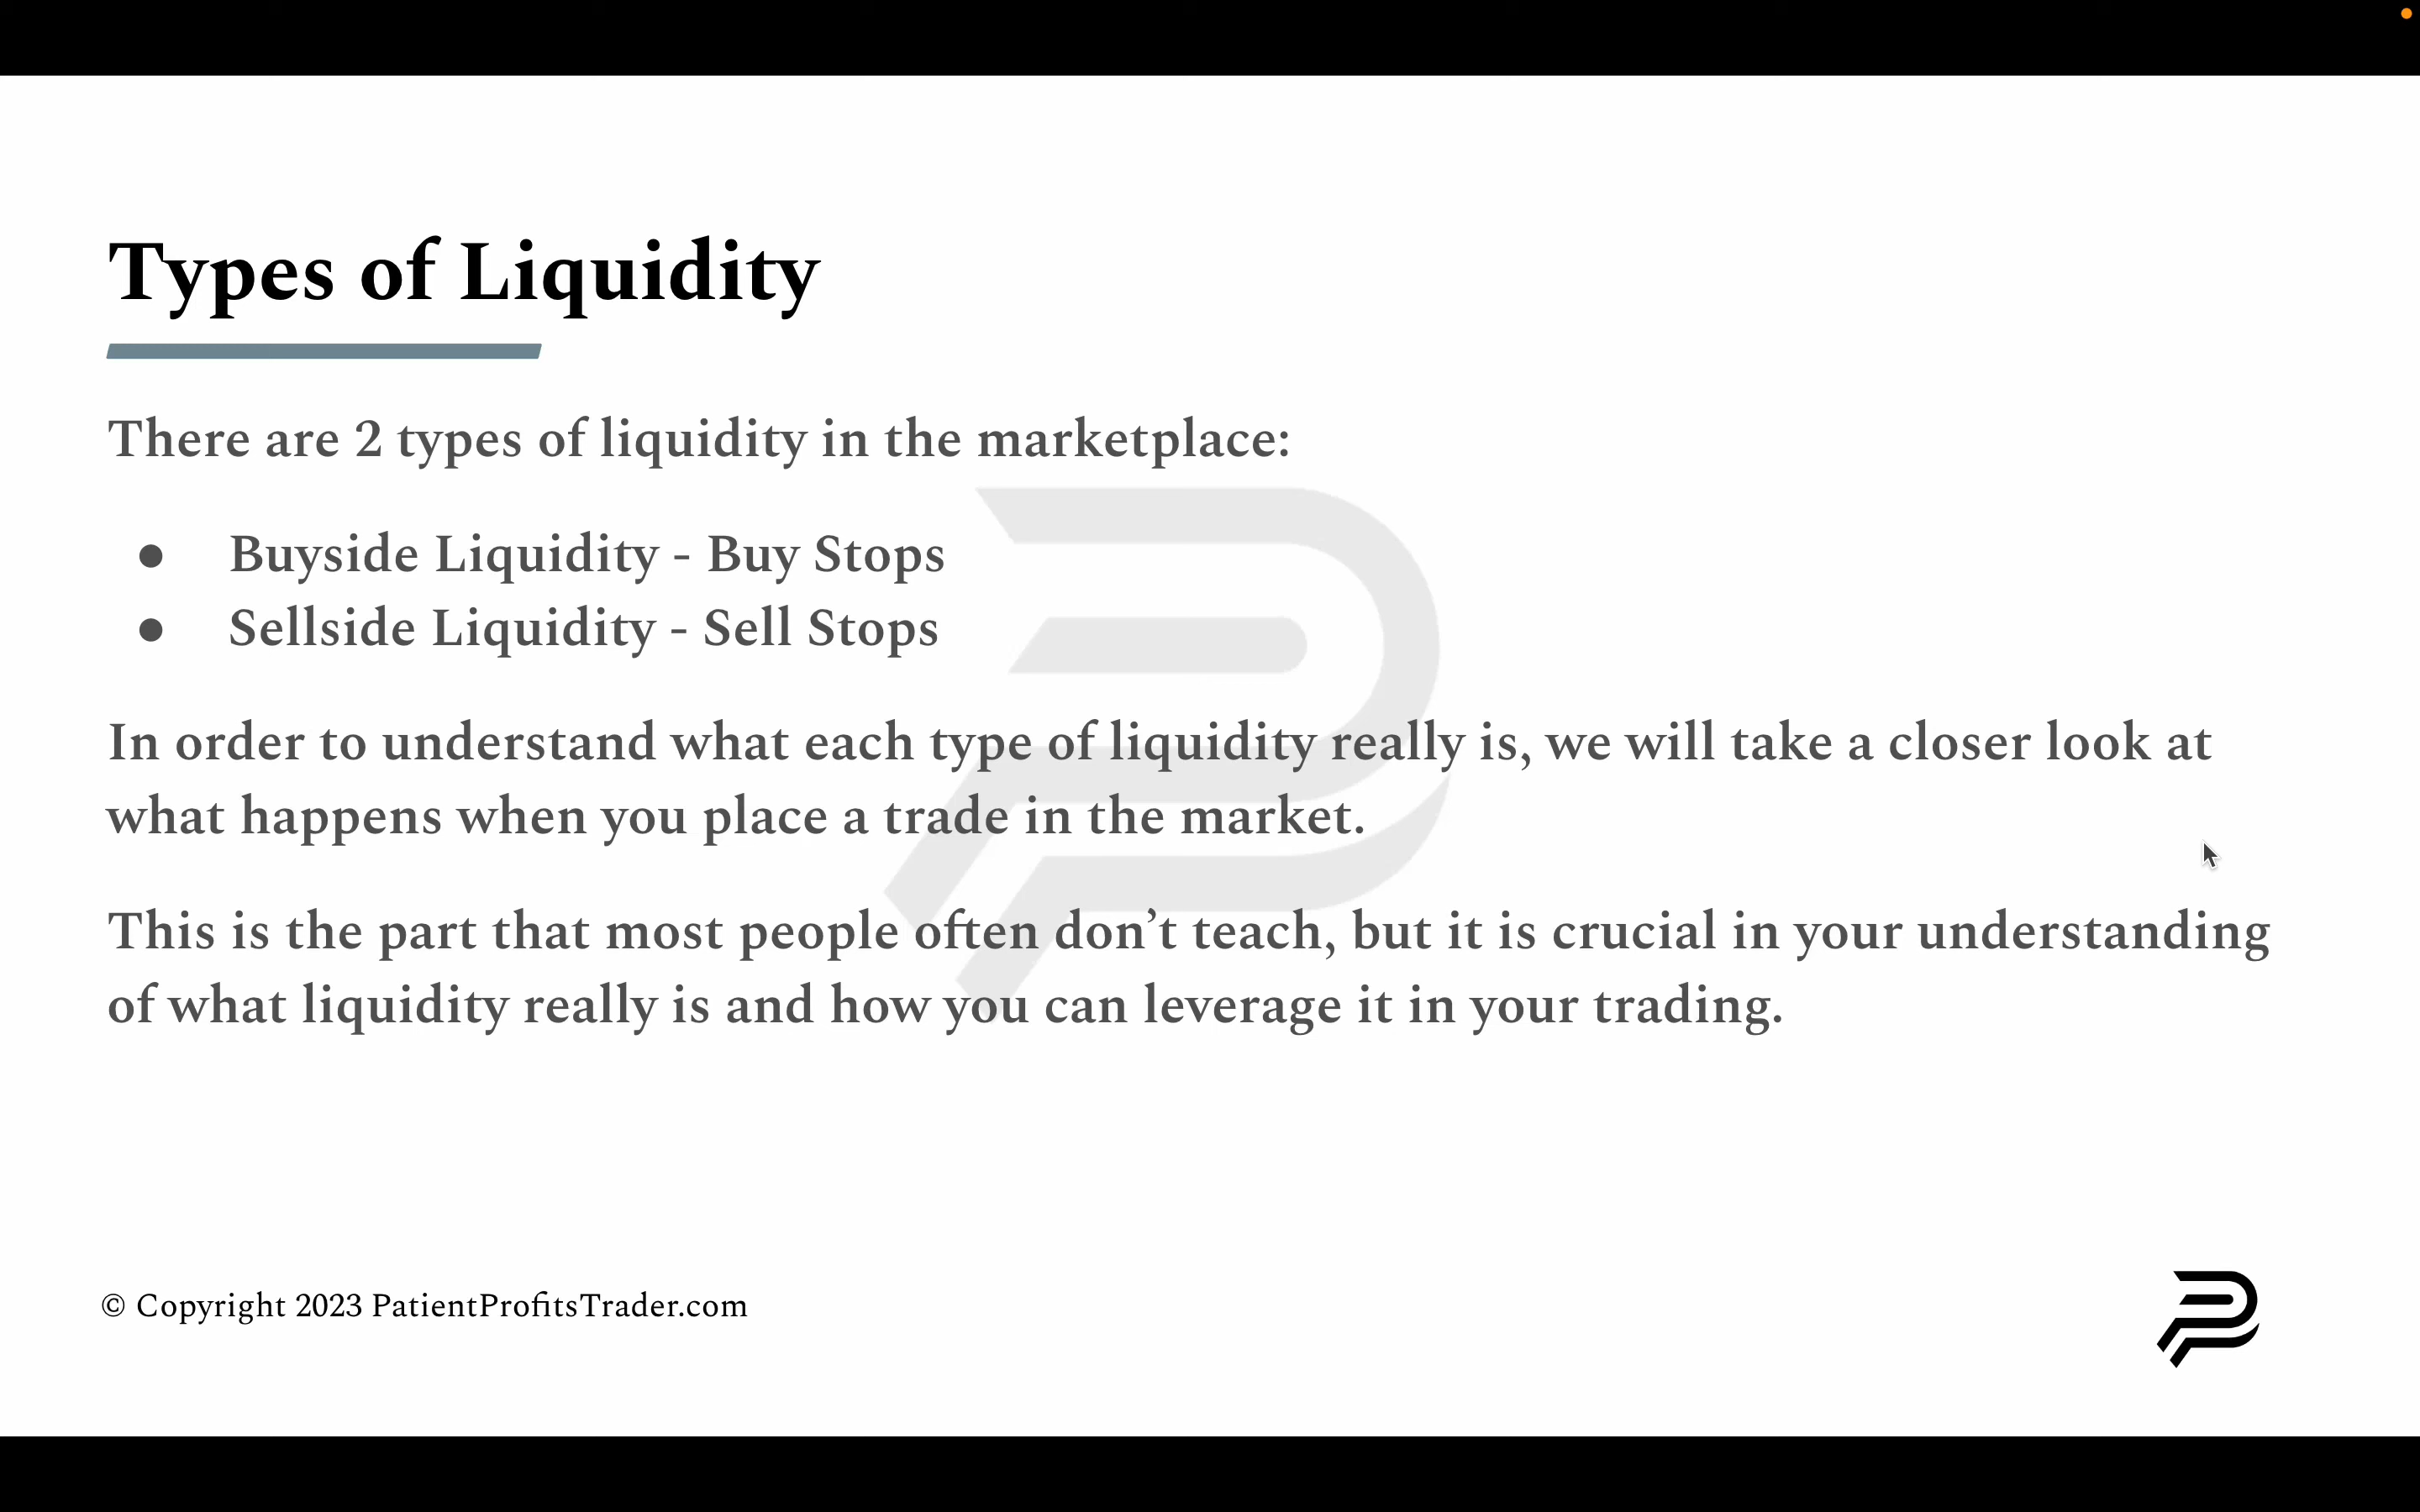 Types of Liquidity
There are 2 types of liquidity in the marketplace:
● Buyside Liquidity - Buy Stops
● Sellside Liquidity - Sell Stops
In order to understand what each type of liquidity really is, we will take a closer look at
what happens when you place a trade in the market.
This is the part that most people often don’t teach, but it is crucial in your understanding
of what liquidity really is and how you can leverage it in your trading.
© Copyright 2023 PatientProfitsTrader.com